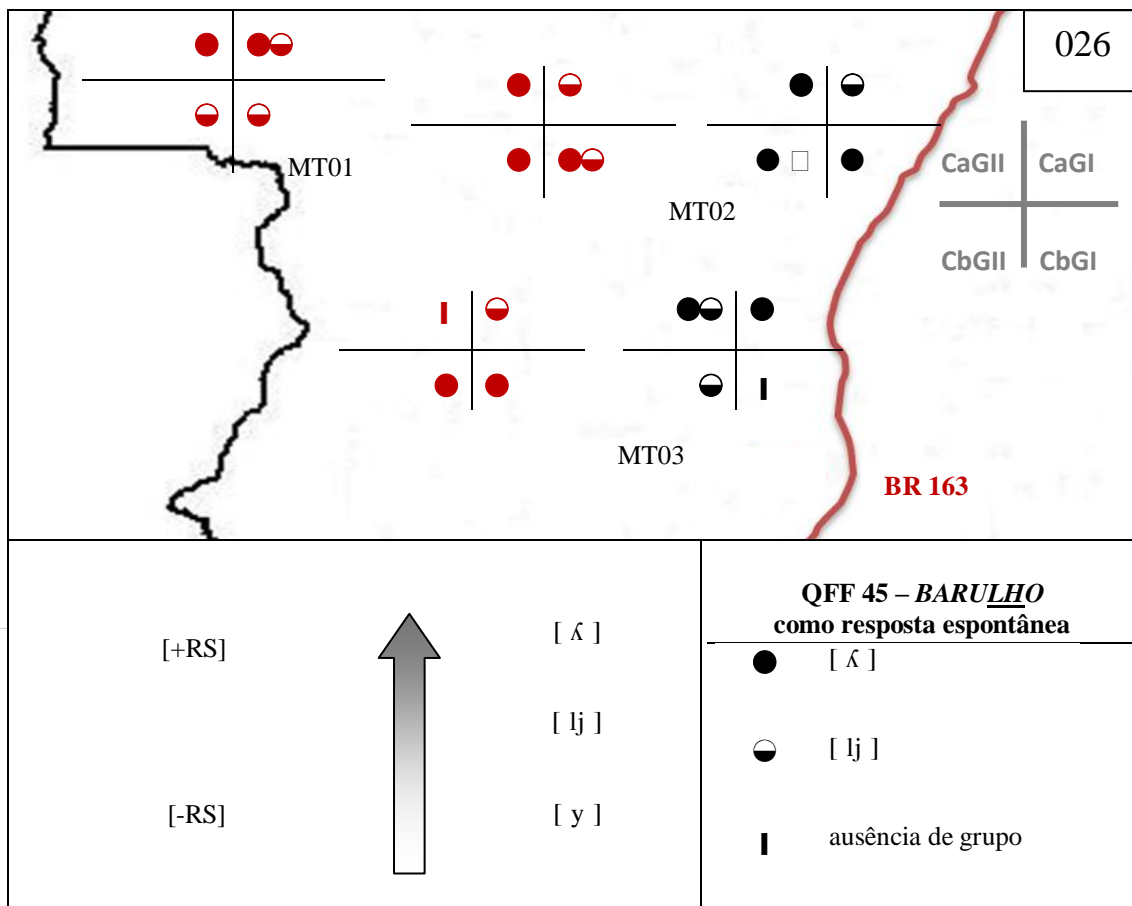 026
MT01
CaGII CaGI
MT02
CbGII CbGI
MT03
BR 163
[+RS]
[ ʎ ]
[ lj ]
[-RS]
[ y ]
QFF 45 – BARULHO
como resposta espontânea
[ ʎ ]
[ lj ]
ausência de grupo